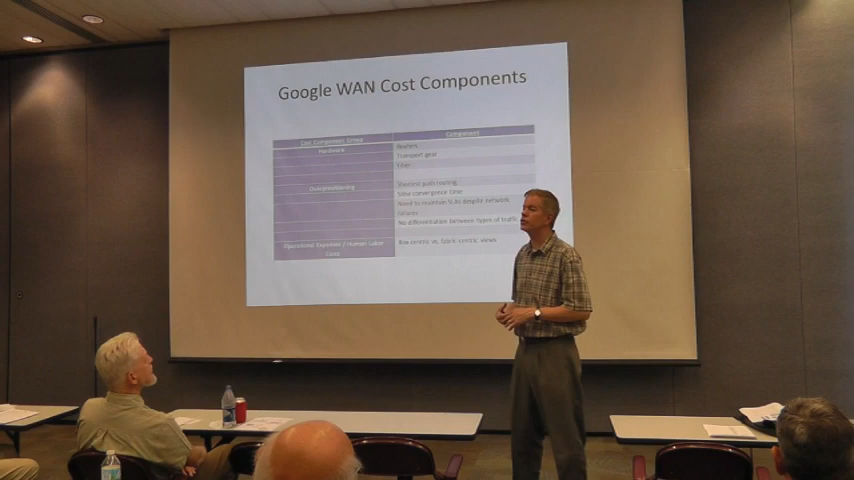 Google WAN Cost Components
Cost Component Group
Component
Hardware
Routers
Transport gear
Fiber
Overprovisioning
Shortest path routing
Slow convergence time
Need to maintain SLAs despite network
failures
No differentiation between types of traffic
Operational Expenses / Human Labor
Costs
Box-centric vs. fabric-centric views